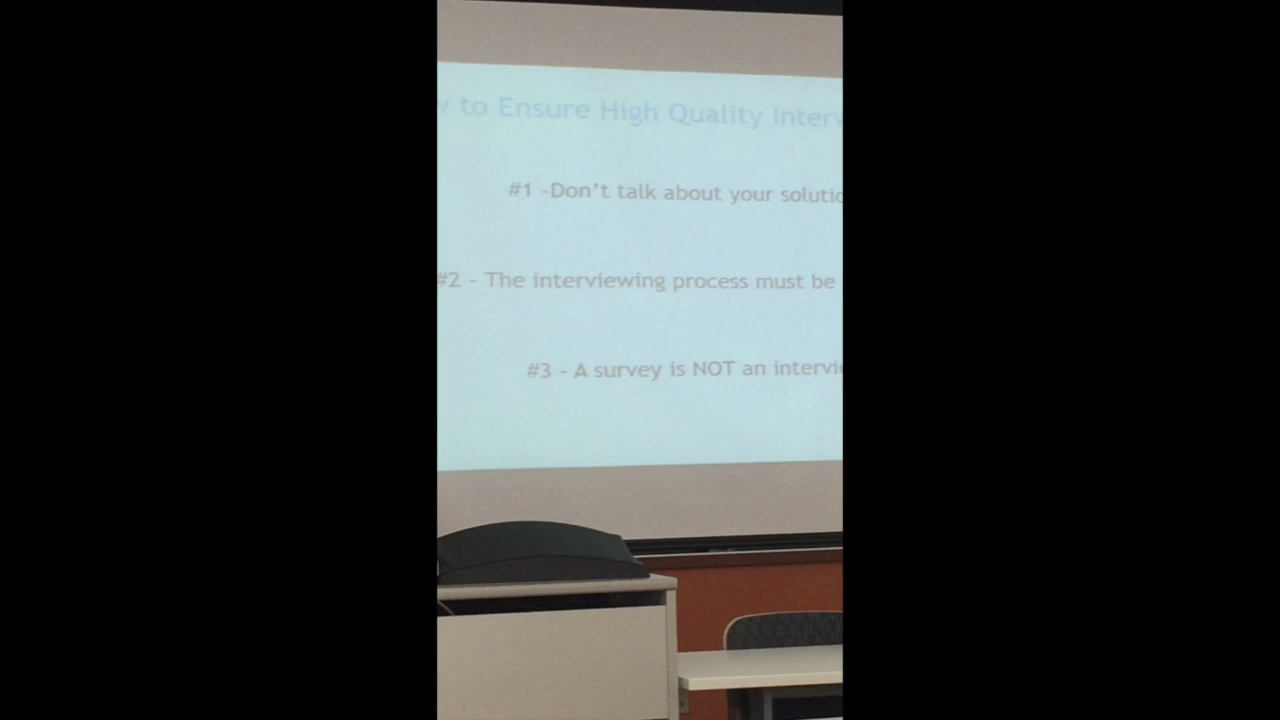 to Ensure High Quality
#1 -Don't talk about your
#2 - The interviewing process must be
#3 - A survey is NOT an